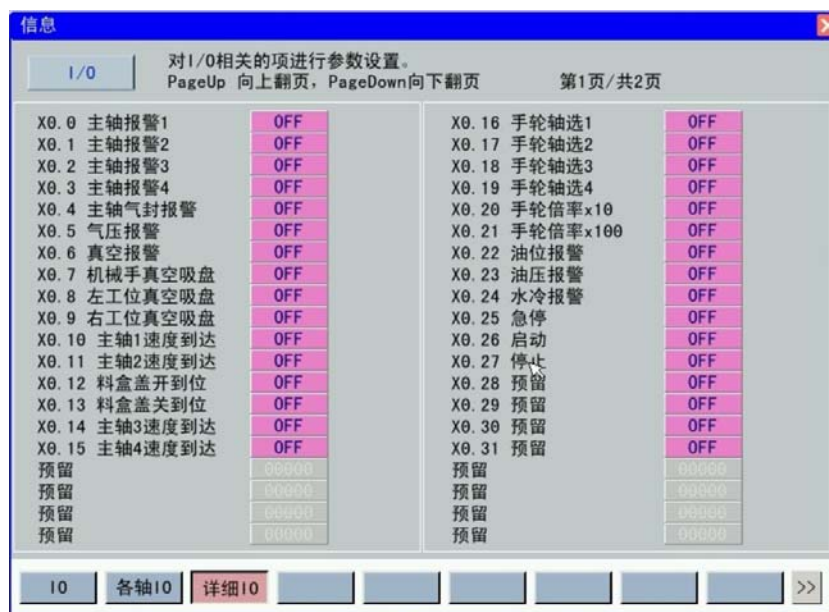 信息
I/O
对I/O相关的项进行参数设置。
PageUp 向上翻页，PageDown向下翻页 第1页/共2页
X0.0 主轴报警1 OFF
X0.1 主轴报警2 OFF
X0.2 主轴报警3 OFF
X0.3 主轴报警4 OFF
X0.4 主轴气封报警 OFF
X0.5 气压报警 OFF
X0.6 真空报警 OFF
X0.7 机械手真空吸盘 OFF
X0.8 左工位真空吸盘 OFF
X0.9 右工位真空吸盘 OFF
X0.10 主轴1速度到达 OFF
X0.11 主轴2速度到达 OFF
X0.12 料盒盖开到位 OFF
X0.13 料盒盖关到位 OFF
X0.14 主轴3速度到达 OFF
X0.15 主轴4速度到达 OFF
预留 00000
预留 00000
预留 00000
预留 00000
X0.16 手轮轴选1 OFF
X0.17 手轮轴选2 OFF
X0.18 手轮轴选3 OFF
X0.19 手轮轴选4 OFF
X0.20 手轮倍率x10 OFF
X0.21 手轮倍率x100 OFF
X0.22 油位报警 OFF
X0.23 油压报警 OFF
X0.24 水冷报警 OFF
X0.25 急停 OFF
X0.26 启动 OFF
X0.27 停止 OFF
X0.28 预留 OFF
X0.29 预留 OFF
X0.30 预留 OFF
X0.31 预留 OFF
预留 00000
预留 00000
预留 00000
预留 00000
IO 各轴IO 详细IO >>